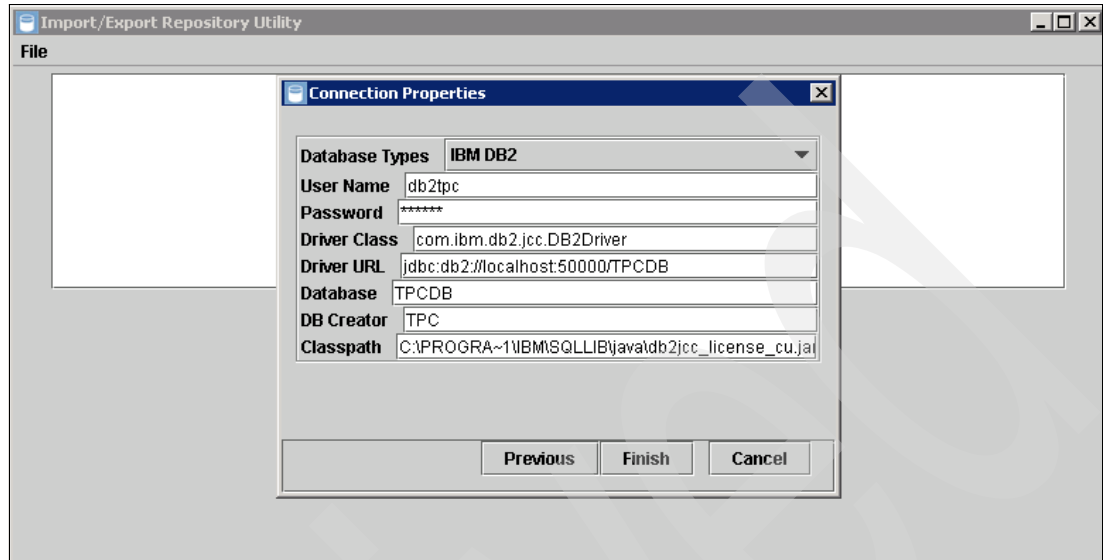 Import/Export Repository Utility
File
Connection Properties
Database Types IBM DB2
User Name db2tpc
Password ******
Driver Class com.ibm.db2.jcc.DB2Driver
Driver URL jdbc:db2://localhost:50000/TPCDB
Database TPCDB
DB Creator TPC
Classpath C:\PROGRA~1\IBM\SQLLIB\java\db2jcc_license_cu.jar
Previous Finish Cancel